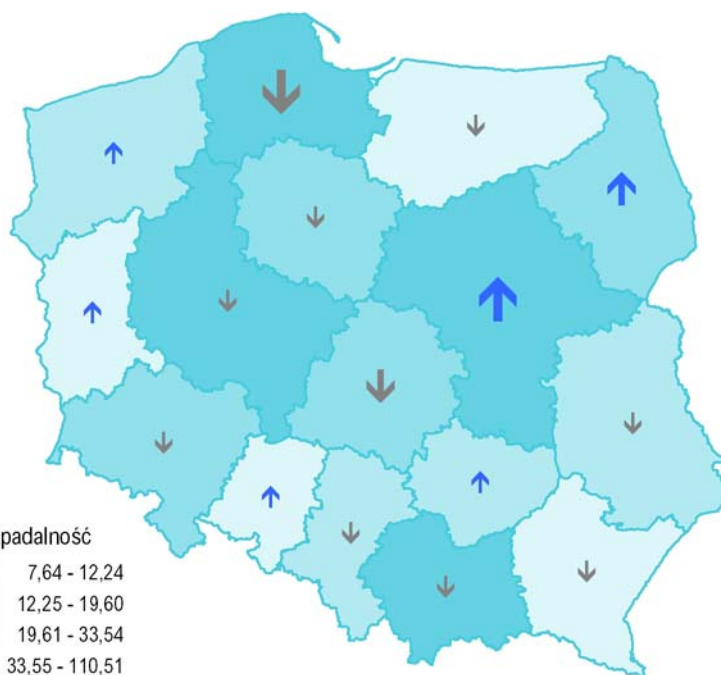 padalność
7,64 - 12,24
12,25 - 19,60
19,61 - 33,54
33,55 - 110,51